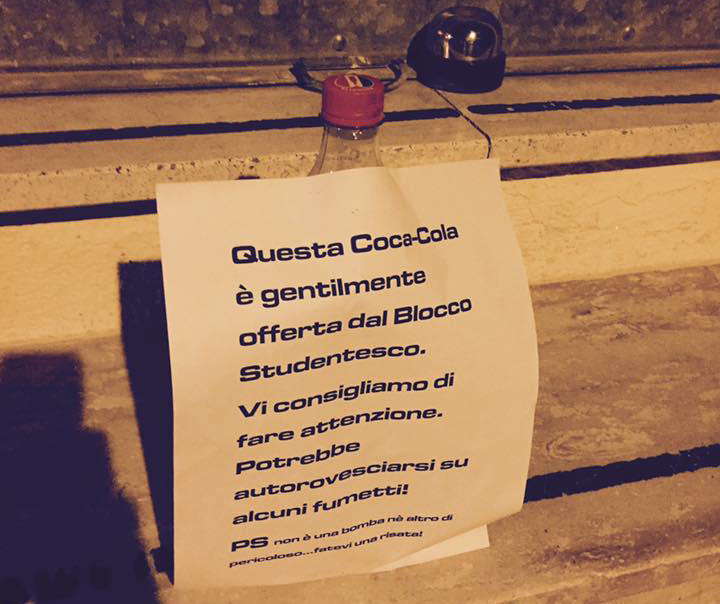 Questa Coca-Cola
è gentilmente
offerta dal Blocco
Studentesco.
Vi consigliamo di
fare attenzione.
Potrebbe
autorovesciarsi su
alcuni fumetti!
PS non è una bomba nè altro di
pericoloso...fatevi una risata!